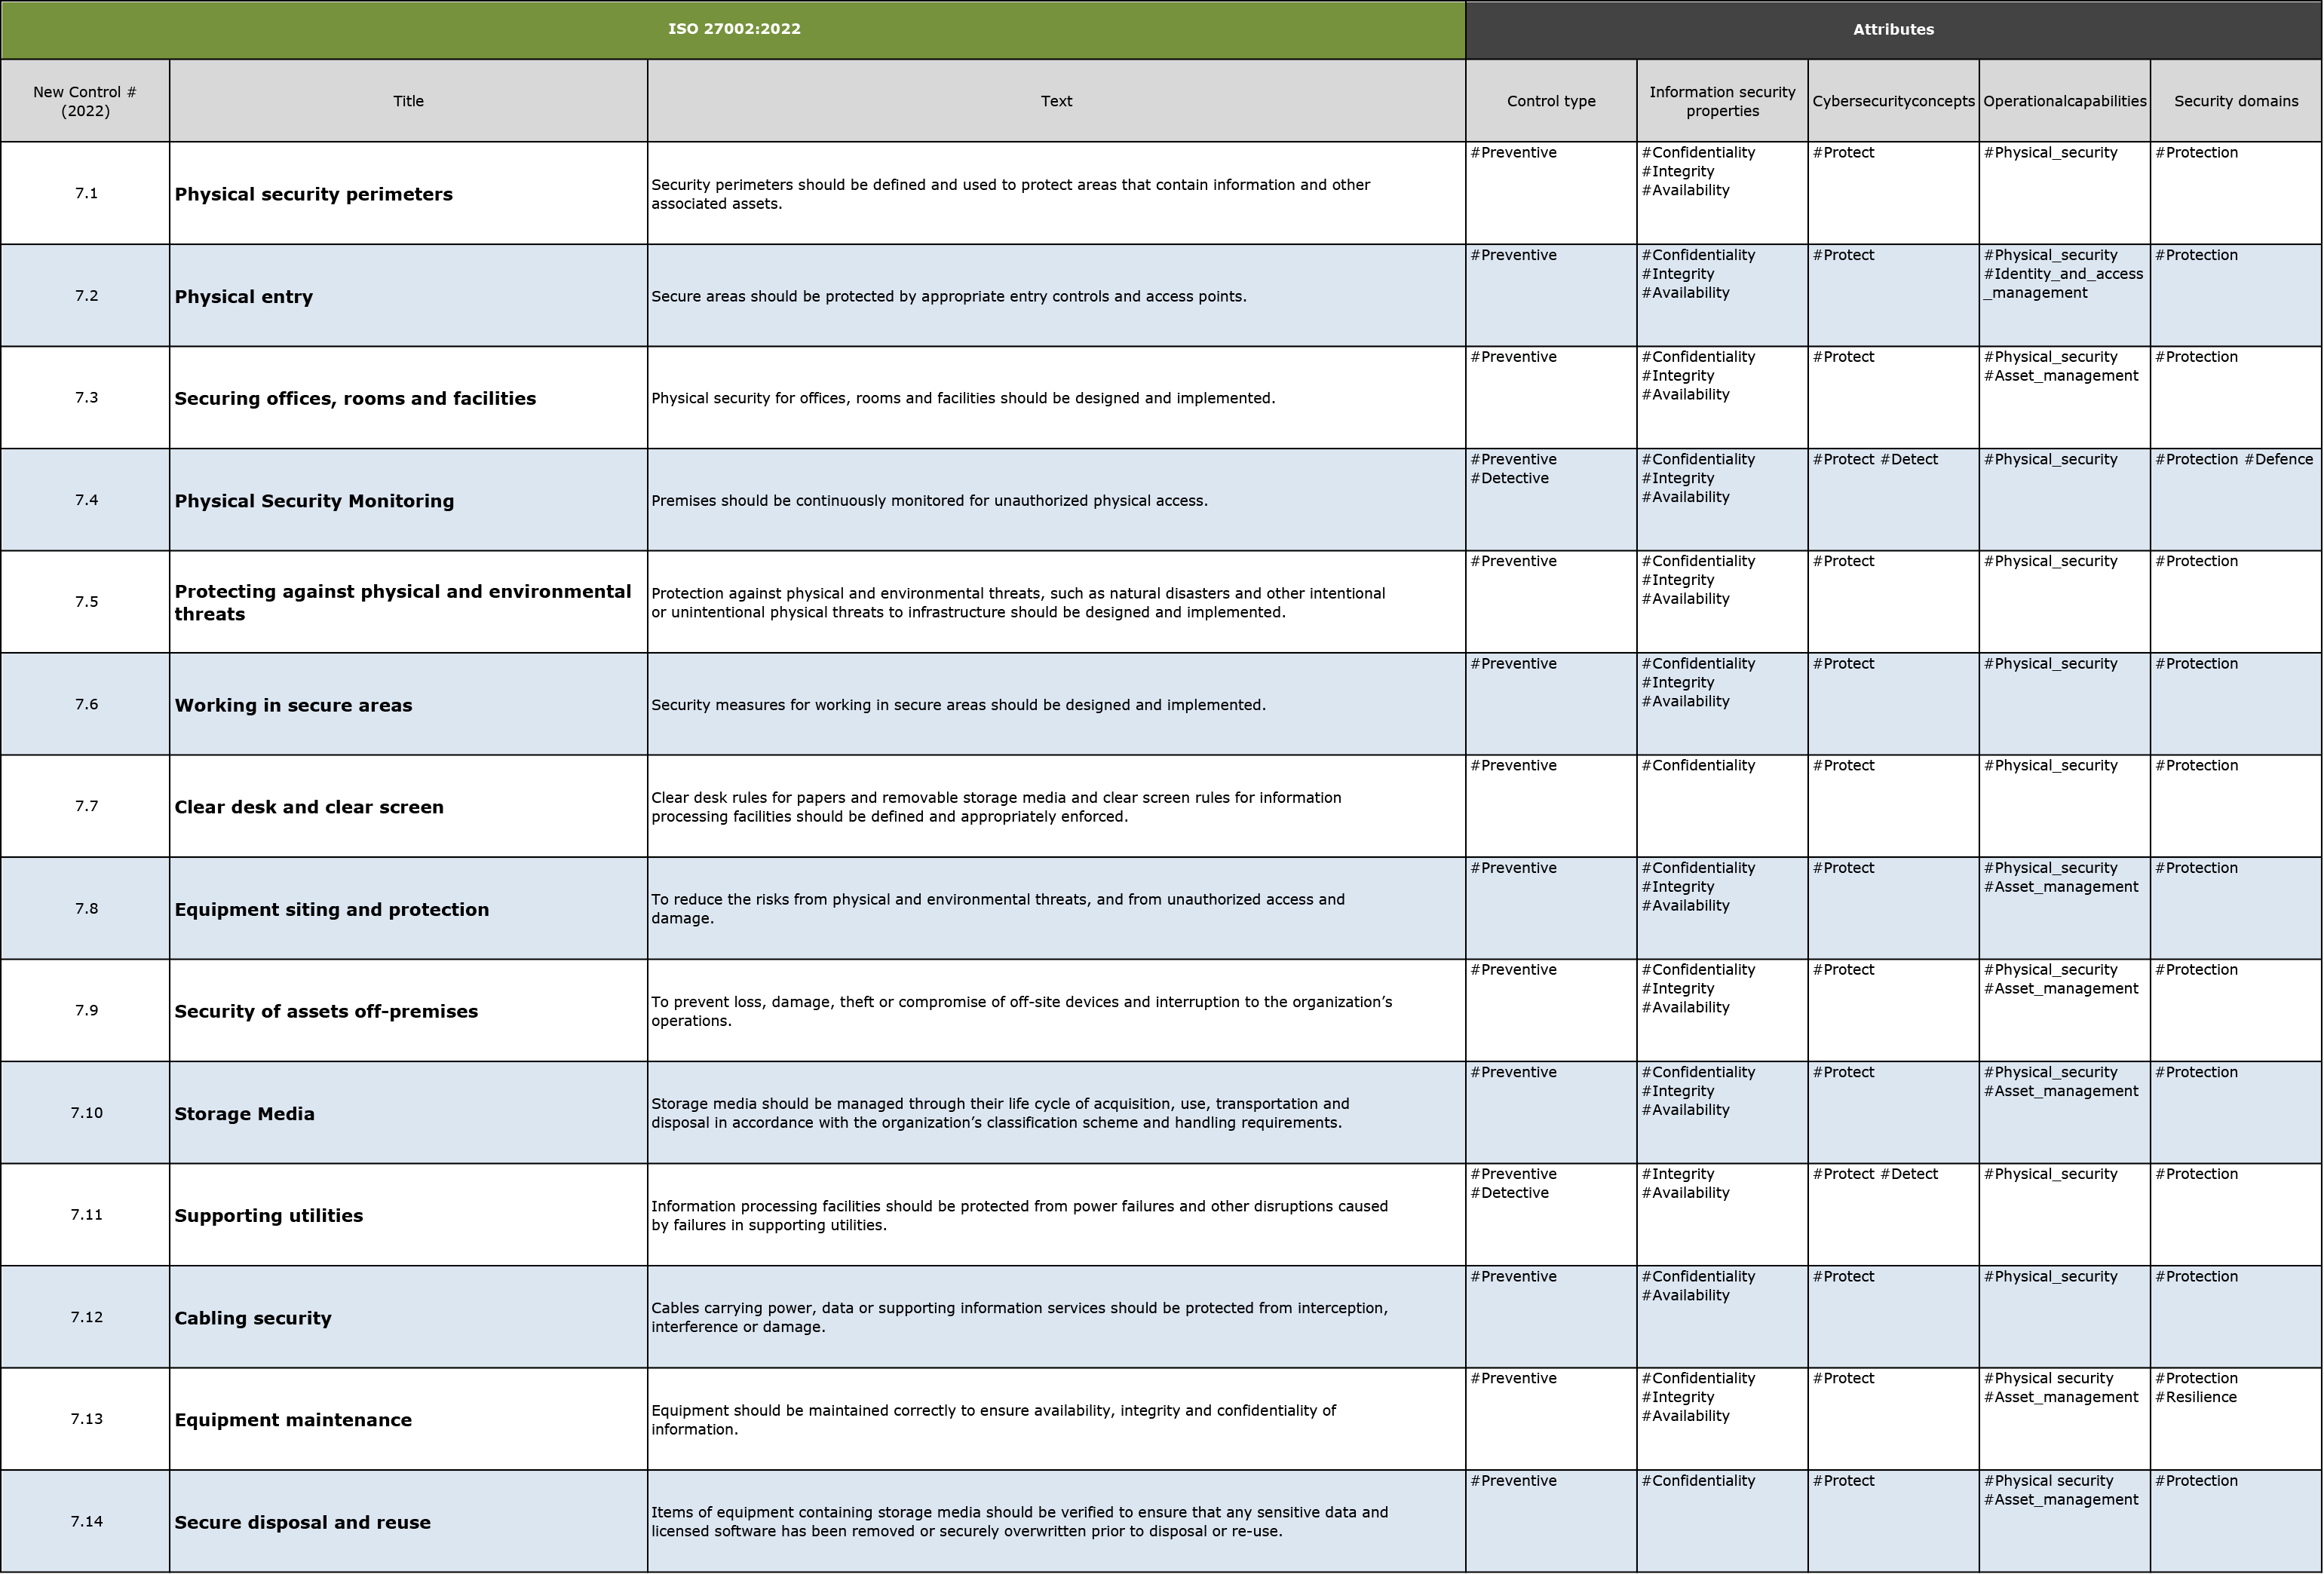 ISO 27002:2022
Attributes
New Control #
(2022)
Title
Text
Control type
Information security
properties
Cybersecurityconcepts
Operationalcapabilities
Security domains
7.1
Physical security perimeters
Security perimeters should be defined and used to protect areas that contain information and other
associated assets.
#Preventive
#Confidentiality
#Integrity
#Availability
#Protect
#Physical_security
#Protection
7.2
Physical entry
Secure areas should be protected by appropriate entry controls and access points.
#Preventive
#Confidentiality
#Integrity
#Availability
#Protect
#Physical_security
#Identity_and_access
_management
#Protection
7.3
Securing offices, rooms and facilities
Physical security for offices, rooms and facilities should be designed and implemented.
#Preventive
#Confidentiality
#Integrity
#Availability
#Protect
#Physical_security
#Asset_management
#Protection
7.4
Physical Security Monitoring
Premises should be continuously monitored for unauthorized physical access.
#Preventive
#Detective
#Confidentiality
#Integrity
#Availability
#Protect #Detect
#Physical_security
#Protection #Defence
7.5
Protecting against physical and environmental
threats
Protection against physical and environmental threats, such as natural disasters and other intentional
or unintentional physical threats to infrastructure should be designed and implemented.
#Preventive
#Confidentiality
#Integrity
#Availability
#Protect
#Physical_security
#Protection
7.6
Working in secure areas
Security measures for working in secure areas should be designed and implemented.
#Preventive
#Confidentiality
#Integrity
#Availability
#Protect
#Physical_security
#Protection
7.7
Clear desk and clear screen
Clear desk rules for papers and removable storage media and clear screen rules for information
processing facilities should be defined and appropriately enforced.
#Preventive
#Confidentiality
#Protect
#Physical_security
#Protection
7.8
Equipment siting and protection
To reduce the risks from physical and environmental threats, and from unauthorized access and
damage.
#Preventive
#Confidentiality
#Integrity
#Availability
#Protect
#Physical_security
#Asset_management
#Protection
7.9
Security of assets off-premises
To prevent loss, damage, theft or compromise of off-site devices and interruption to the organization’s
operations.
#Preventive
#Confidentiality
#Integrity
#Availability
#Protect
#Physical_security
#Asset_management
#Protection
7.10
Storage Media
Storage media should be managed through their life cycle of acquisition, use, transportation and
disposal in accordance with the organization’s classification scheme and handling requirements.
#Preventive
#Confidentiality
#Integrity
#Availability
#Protect
#Physical_security
#Asset_management
#Protection
7.11
Supporting utilities
Information processing facilities should be protected from power failures and other disruptions caused
by failures in supporting utilities.
#Preventive
#Detective
#Integrity
#Availability
#Protect #Detect
#Physical_security
#Protection
7.12
Cabling security
Cables carrying power, data or supporting information services should be protected from interception,
interference or damage.
#Preventive
#Confidentiality
#Availability
#Protect
#Physical_security
#Protection
7.13
Equipment maintenance
Equipment should be maintained correctly to ensure availability, integrity and confidentiality of
information.
#Preventive
#Confidentiality
#Integrity
#Availability
#Protect
#Physical security
#Asset_management
#Protection
#Resilience
7.14
Secure disposal and reuse
Items of equipment containing storage media should be verified to ensure that any sensitive data and
licensed software has been removed or securely overwritten prior to disposal or re-use.
#Preventive
#Confidentiality
#Protect
#Physical security
#Asset_management
#Protection